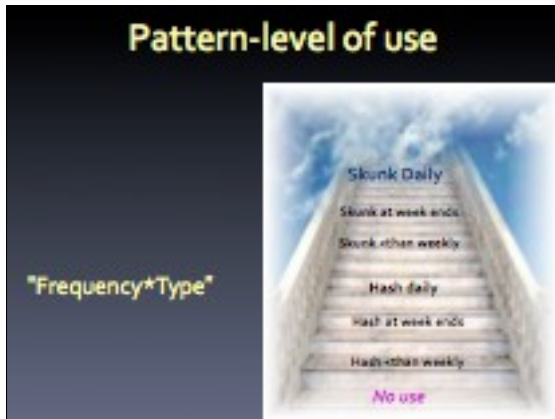 Pattern-level of use
Skunk Daily
Skunk at week ends
Skunk <than weekly
"Frequency*Type"
Hash daily
Hash at week ends
Hash <than weekly
No use